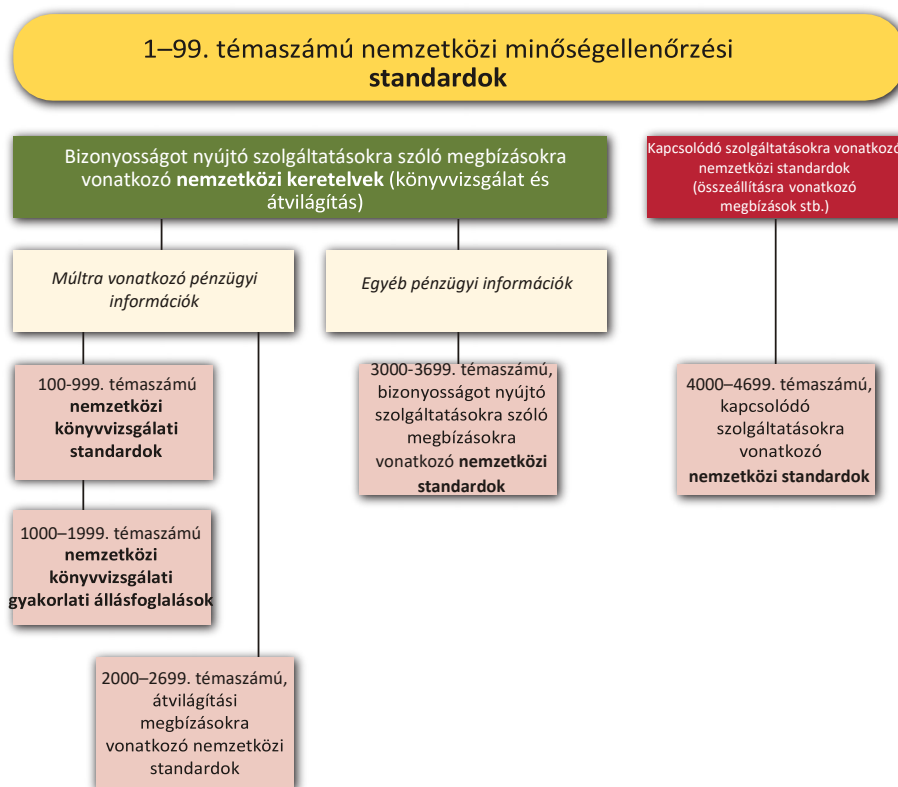 1–99. témaszámú nemzetközi minőségellenőrzési
standardok
Bizonyosságot nyújtó szolgáltatásokra szóló megbízásokra
vonatkozó nemzetközi keretelvek (könyvvizsgálat és
átvilágítás)
Kapcsolódó szolgáltatásokra vonatkozó
nemzetközi standardok
(összeállításra vonatkozó
megbízások stb.)
Múltra vonatkozó pénzügyi
információk
Egyéb pénzügyi információk
100-999. témaszámú
nemzetközi
könyvvizsgálati
standardok
3000-3699. témaszámú,
bizonyosságot nyújtó
szolgáltatásokra szóló
megbízásokra
vonatkozó nemzetközi
standardok
4000–4699. témaszámú,
kapcsolódó
szolgáltatásokra
vonatkozó
nemzetközi standardok
1000–1999. témaszámú
nemzetközi
könyvvizsgálati
gyakorlati állásfoglalások
2000–2699. témaszámú,
átvilágítási
megbízásokra
vonatkozó nemzetközi
standardok